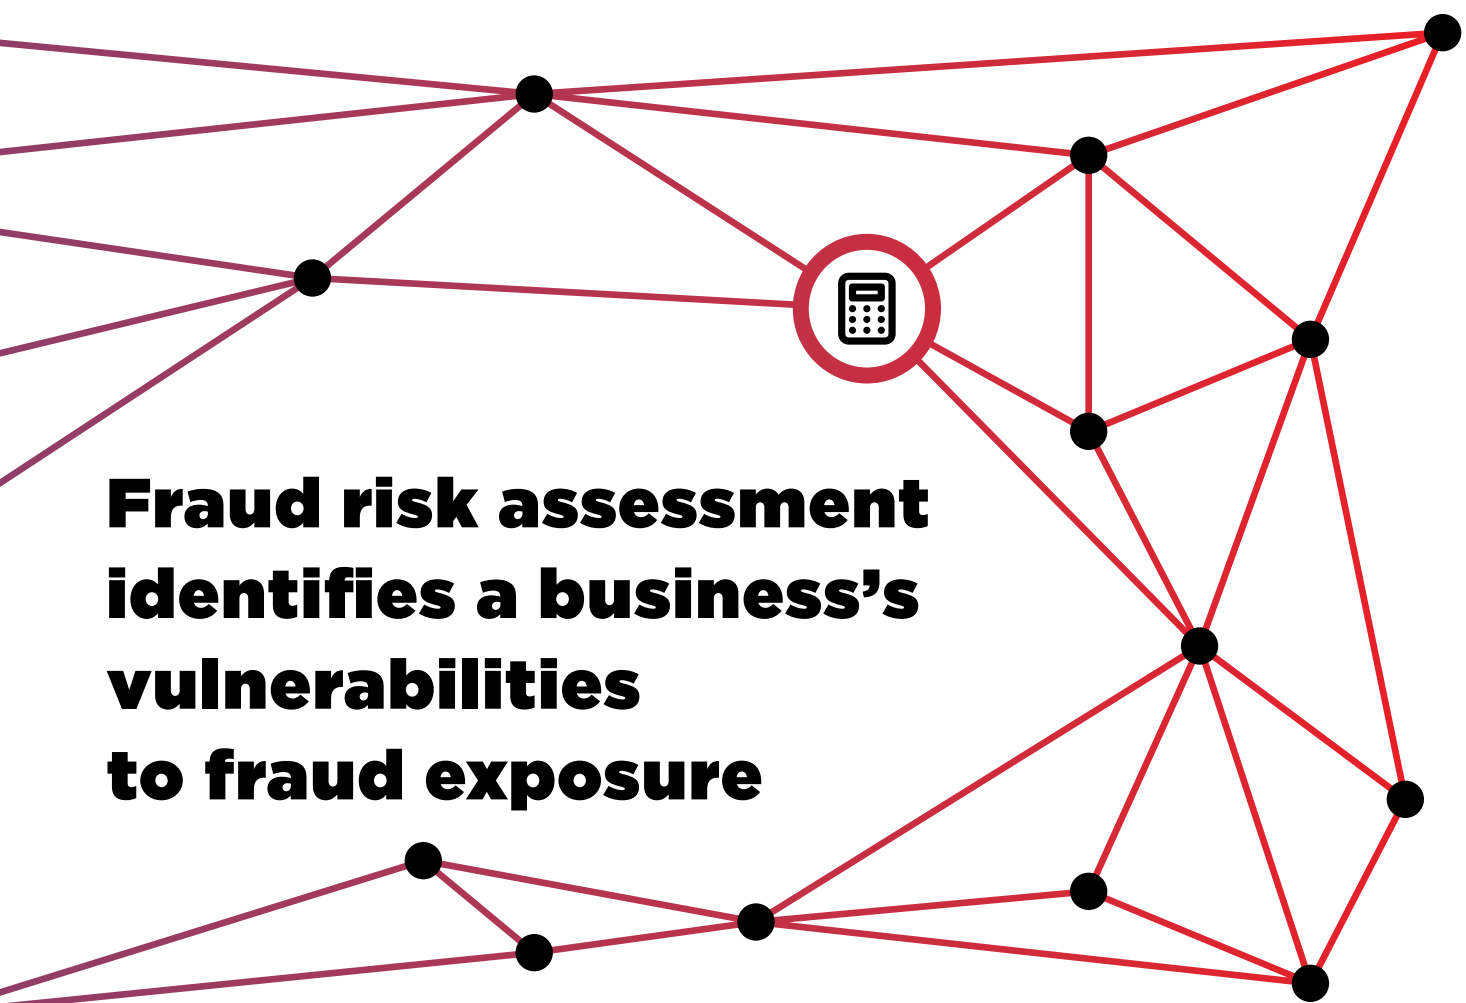 Fraud risk assessment
identifies a business’s
vulnerabilities
to fraud exposure